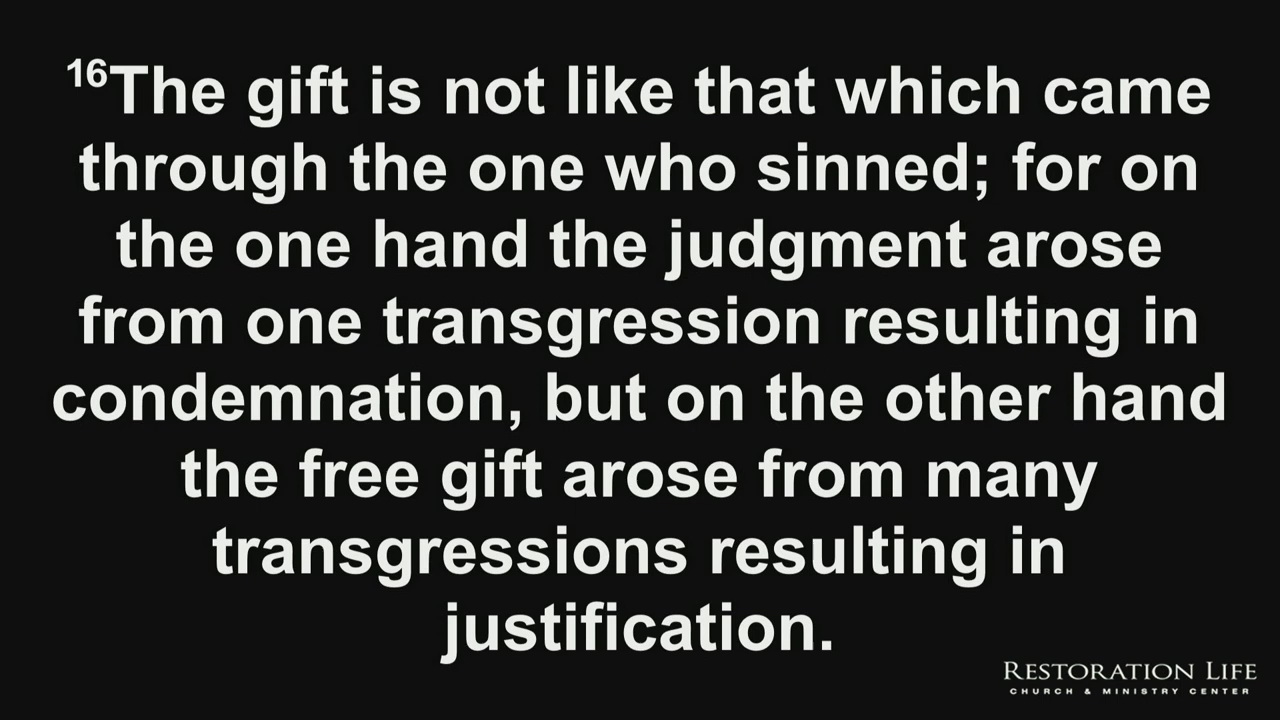 16The gift is not like that which came
through the one who sinned; for on
the one hand the judgment arose
from one transgression resulting in
condemnation, but on the other hand
the free gift arose from many
transgressions resulting in
justification.
RESTORATION LIFE
CHURCH & MINISTRY CENTER